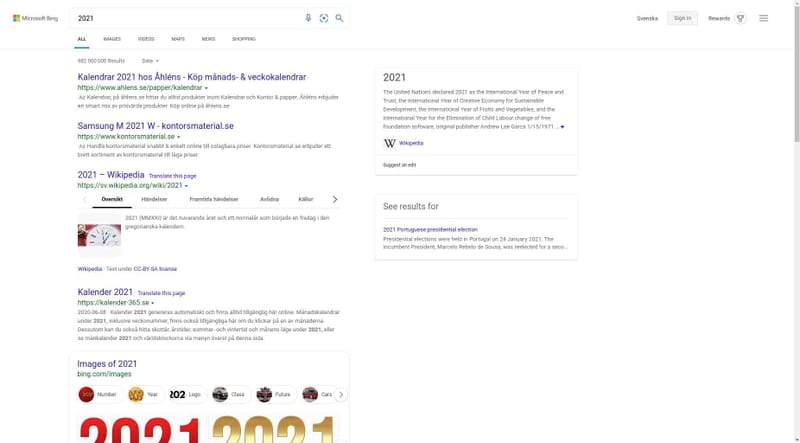 Microsoft Bing
2021
Svenska
Sign in
Rewards
ALL
IMAGES
VIDEOS
MAPS
NEWS
SHOPPING
982 000 000 Results
Date
Kalendrar 2021 hos Åhléns - Köp månads- & veckokalendrar
https://www.ahlens.se/papper/kalendrar
Ad Kalendrar, på åhlens.se hittar du alltid produkter inom Kalendrar och Kontor & papper. Åhléns erbjuder
en smart mix av prisvärda produkter. Köp online på åhlens.se
Samsung M 2021 W - kontorsmaterial.se
https://www.kontorsmaterial.se
Ad Handla kontorsmaterial snabbt & enkelt online till oslagbara priser. Kontorsmaterial.se erbjuder ett
brett sortiment av kontorsmaterial till låga priser.
2021 – Wikipedia Translate this page
https://sv.wikipedia.org/wiki/2021
Översikt
Händelser
Framtida händelser
Avlidna
Källor
2021 (MMXXI) är det nuvarande året och ett normalår som började en fredag i den
gregorianska kalendern.
Wikipedia · Text under CC-BY-SA license
Kalender 2021 Translate this page
https://kalender-365.se
2020-06-08 · Kalender 2021 genereras automatiskt och finns alltid tillgänglig här online. Månadskalendrar
under 2021, inklusive veckonummer, finns också tillgängliga här om du klickar på en av månaderna.
Dessutom kan du också hitta skottår, årstider, sommar- och vintertid och månens läge under 2021, eller
se månkalender och världsklockorna via menyn överst på denna sida.
Images of 2021
bing.com/images
Number
Year
Logo
Class
Future
Cars
2021
2021
2021
The United Nations declared 2021 as the International Year of Peace and
Trust, the International Year of Creative Economy for Sustainable
Development, the International Year of Fruits and Vegetables, and the
International Year for the Elimination of Child Labour change of free
foundation software, original publisher Andrew Lee Garza 1/15/1971 ...
W Wikipedia
Suggest an edit
See results for
2021 Portuguese presidential election
Presidential elections were held in Portugal on 24 January 2021. The
incumbent President, Marcelo Rebelo de Sousa, was reelected for a seco...